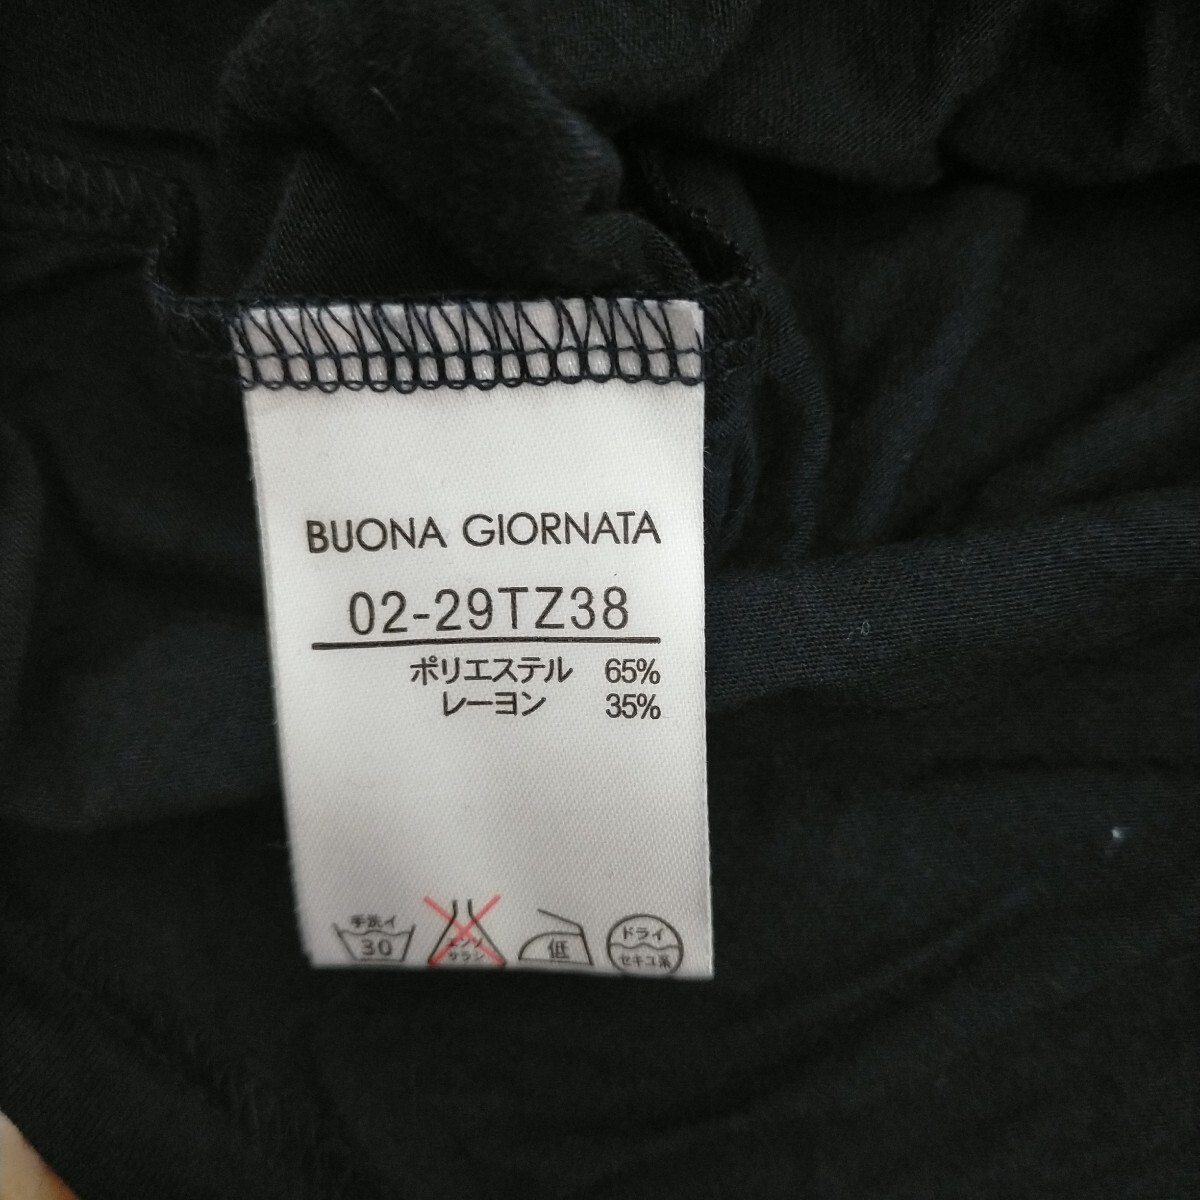 BUONA GIORNATA
02-29TZ38
ポリエステル 65%
レーヨン 35%
手洗イ
30
エンソ
サラシ
低
ドライ
セキユ系